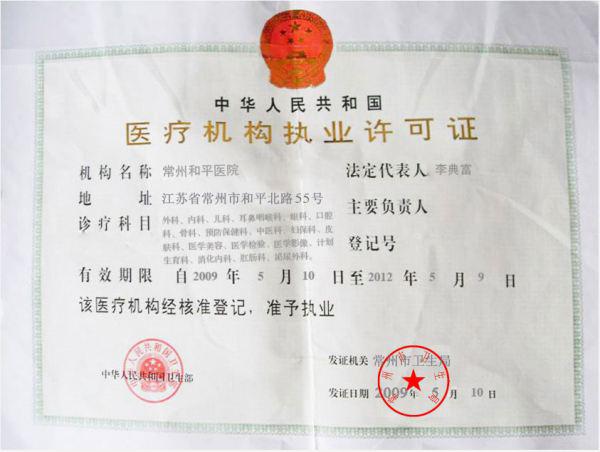 中华人民共和国
医疗机构执业许可证
机构名称 常州和平医院 法定代表人 李典富
地 址 江苏省常州市和平北路55号 主要负责人
诊疗科目 外科、内科、儿科、耳鼻咽喉科、眼科、口腔
科、骨科、预防保健科、中医科、妇保科、皮
肤科、医学美容、医学检验、医学影像、计划
生育科、消化内科、肛肠科、泌尿外科。
登记号
有效期限 自2009年5月10日至2012年5月9日
该医疗机构经核准登记，准予执业
中华人民共和国卫生部
发证机关 常州市卫生局
发证日期 2009年5月10日